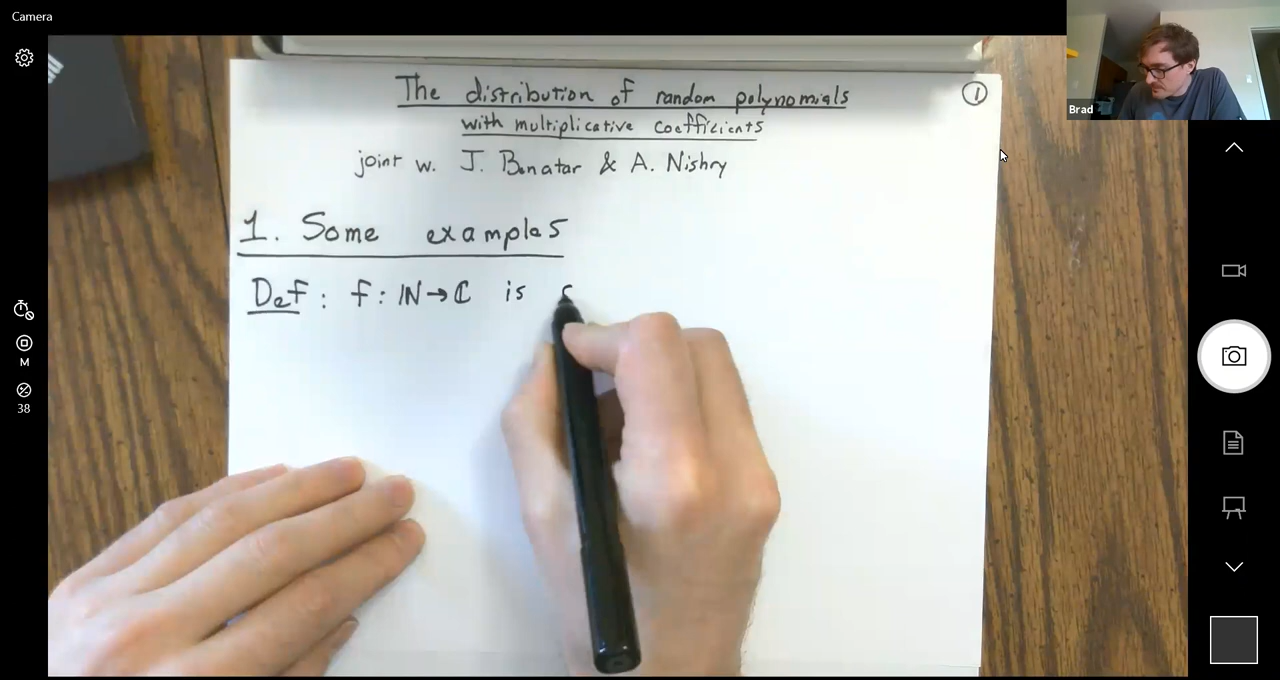 Camera
The distribution of random polynomials
with multiplicative coefficients
1
joint w. J. Benatar & A. Nishry
Brad
1. Some examples
Def: f: ℕ→ℂ is c
M
38